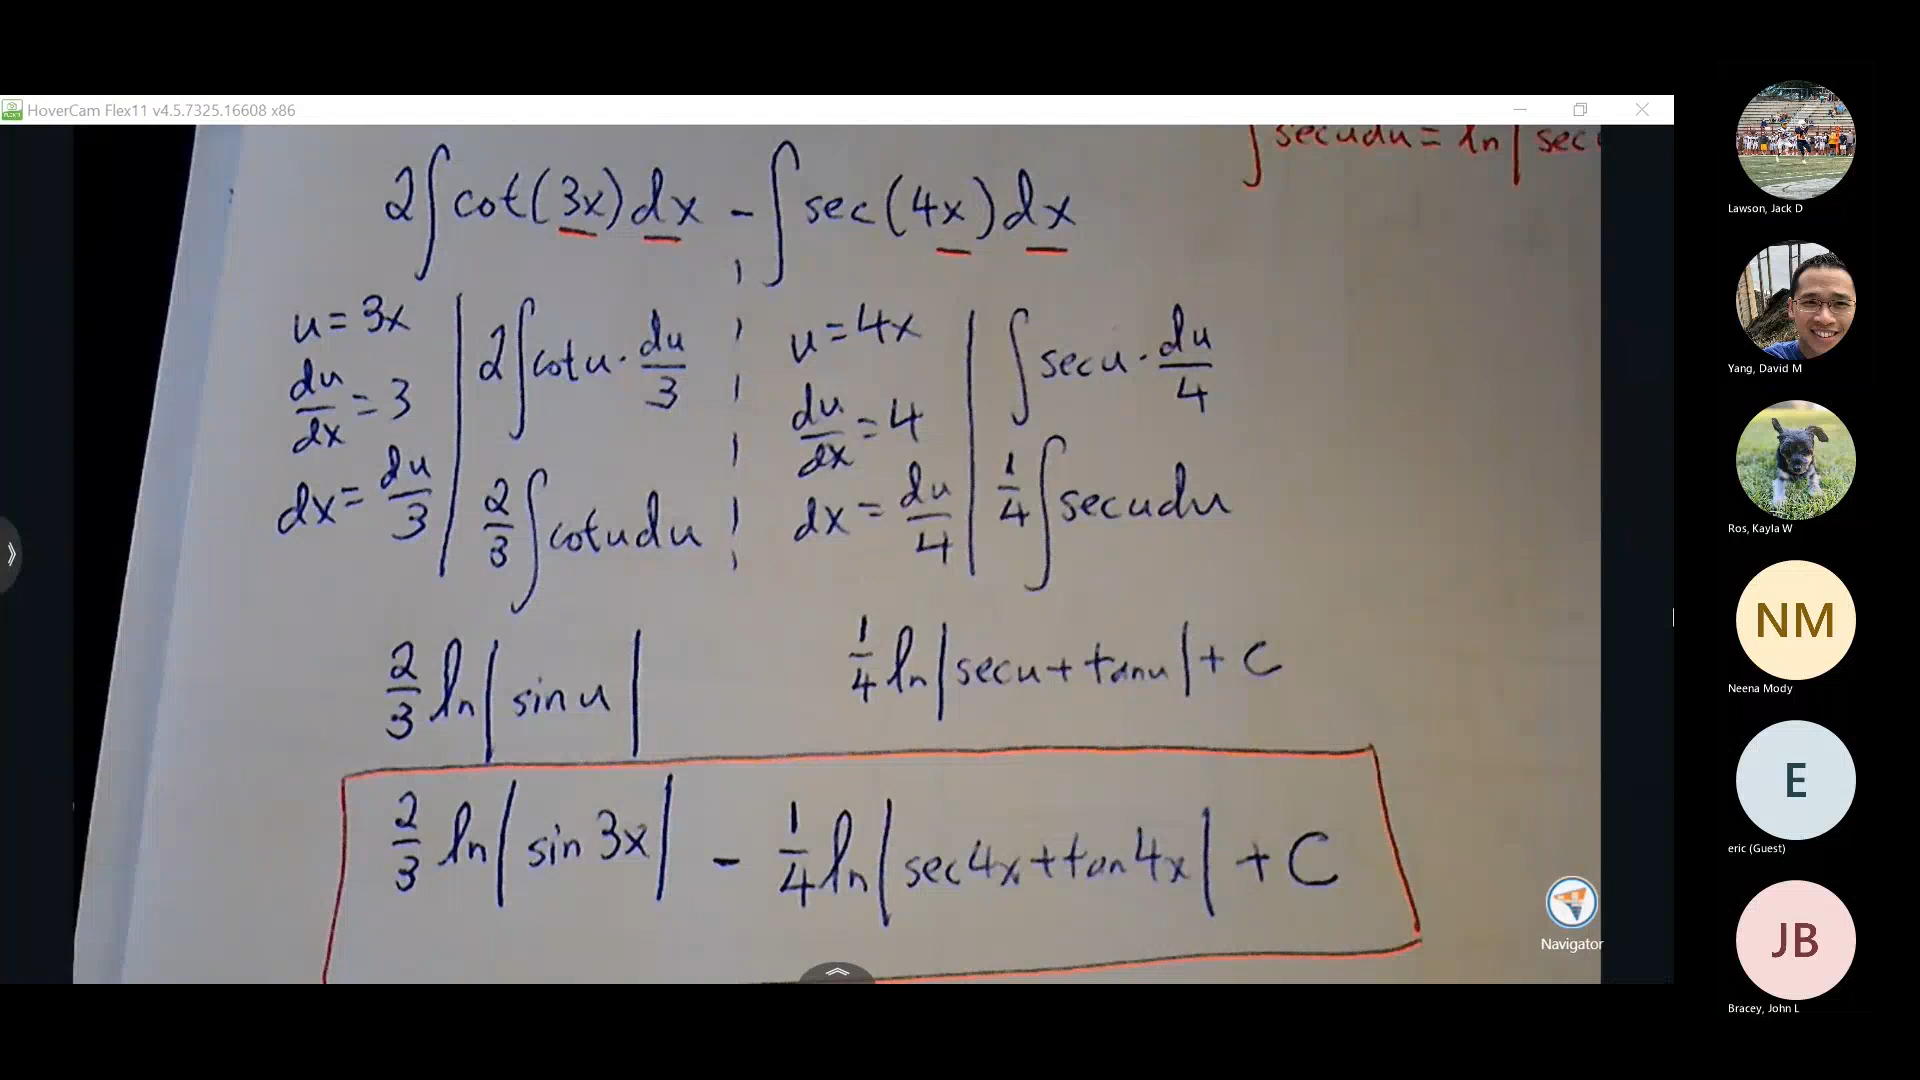 HoverCam Flex11 v4.5.7325.16608 x86
∫ sec u du = ln | sec
2∫cot(3x)dx - ∫sec(4x)dx
u = 3x
du/dx = 3
dx = du/3
2∫cot u · du/3
2/3 ∫cot u du
u = 4x
du/dx = 4
dx = du/4
∫sec u · du/4
1/4 ∫sec u du
2/3 ln|sin u|
1/4 ln|sec u + tan u| + C
2/3 ln|sin 3x| - 1/4 ln|sec 4x + tan 4x| + C
Navigator
Lawson, Jack D
Yang, David M
Ros, Kayla W
NM
Neena Mody
E
eric (Guest)
JB
Bracey, John L